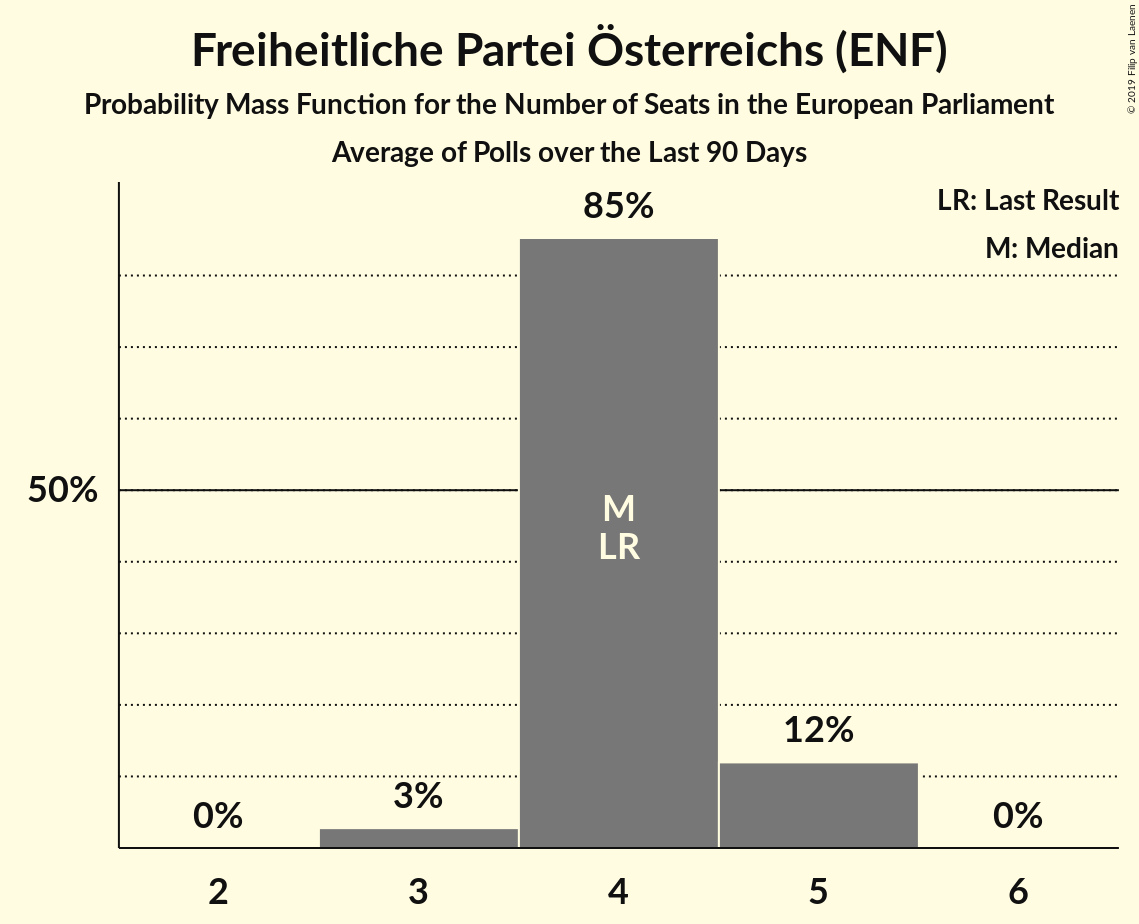 Freiheitliche Partei Österreichs (ENF)
Probability Mass Function for the Number of Seats in the European Parliament
Average of Polls over the Last 90 Days
© 2019 Filip van Laenen
LR: Last Result
M: Median
85%
50%
M
LR
12%
3%
0%
0%
2 3 4 5 6